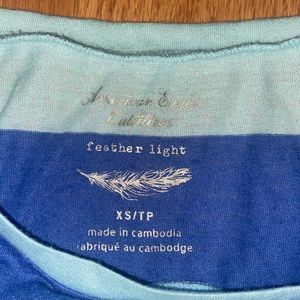 American Eagle
Outfitters
feather light
XS/TP
made in cambodia
fabriqué au cambodge